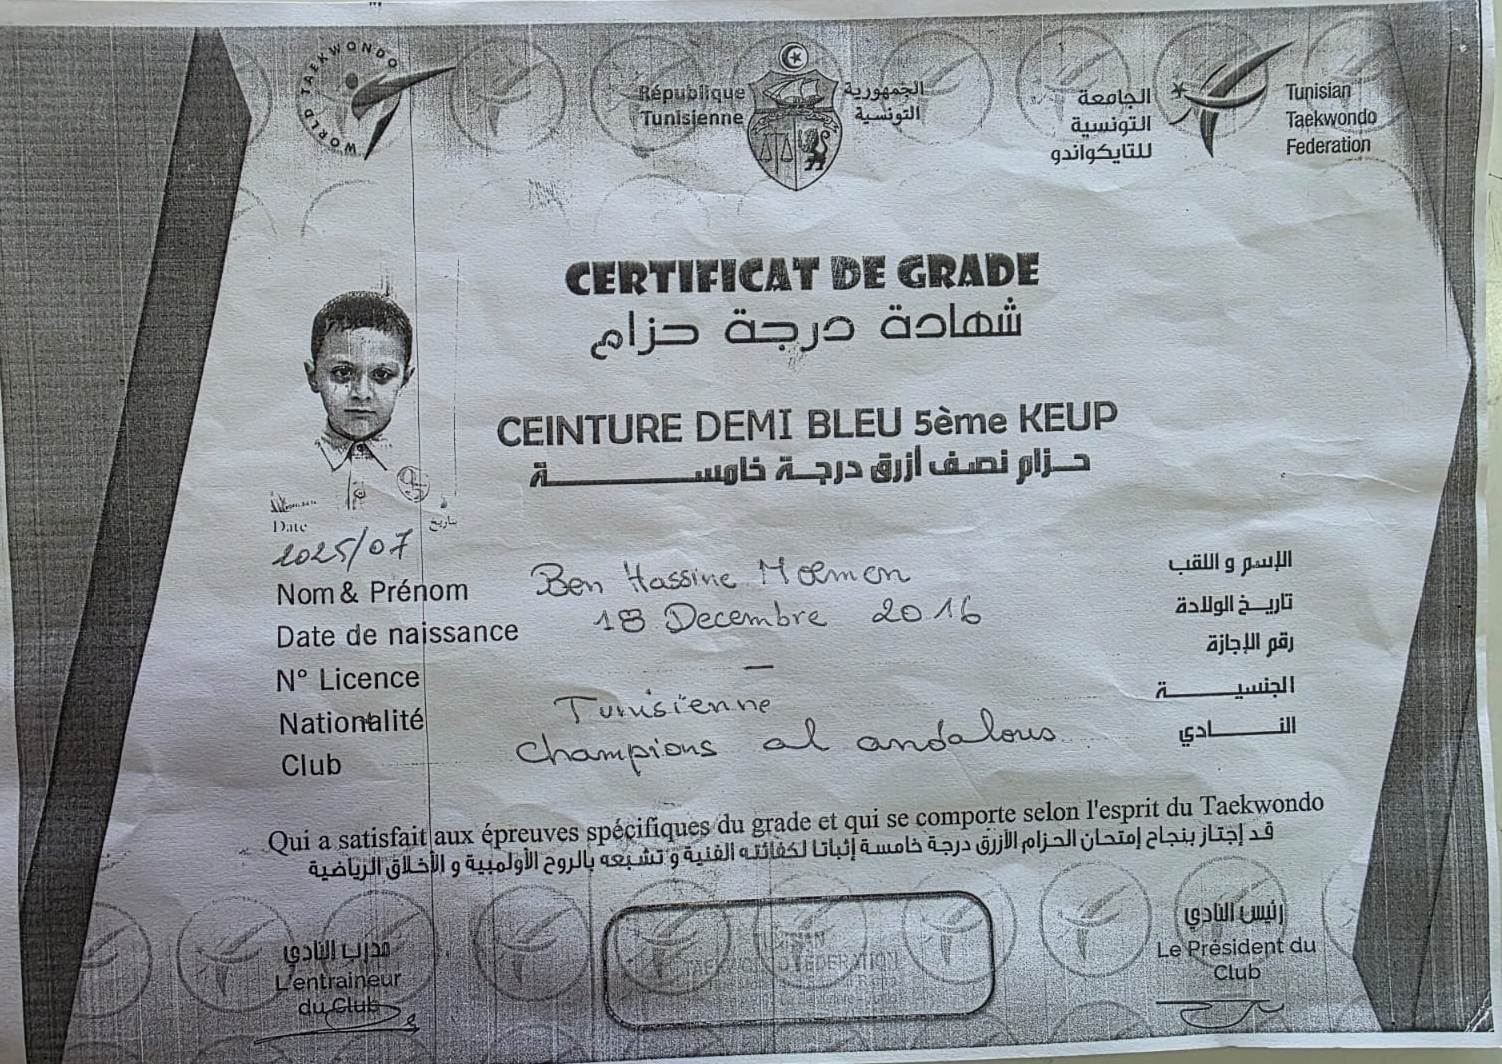 WORLD TAEKWONDO
République
Tunisienne
الجمهورية
التونسية
الجامعة
التونسية
للتايكواندو
Tunisian
Taekwondo
Federation
CERTIFICAT DE GRADE
شهادة درجة حزام
CEINTURE DEMI BLEU 5ème KEUP
حزام نصف أزرق درجة خامسة
Date بتاريخ
2025/07
Nom & Prénom Ben Hassine Moemen الإسم و اللقب
Date de naissance 18 Decembre 2016 تاريخ الولادة
N° Licence — رقم الإجازة
Nationalité Tunisienne الجنسية
Club Champions al andalous النادي
Qui a satisfait aux épreuves spécifiques du grade et qui se comporte selon l'esprit du Taekwondo
قد إجتاز بنجاح إمتحان الحزام الأزرق درجة خامسة إثباتا لكفائته الفنية و تشبعه بالروح الأولمبية و الأخلاق الرياضية
مدرب النادي
L'entraineur
du Club
TAEKWONDO FEDERATION
رئيس النادي
Le Président du
Club